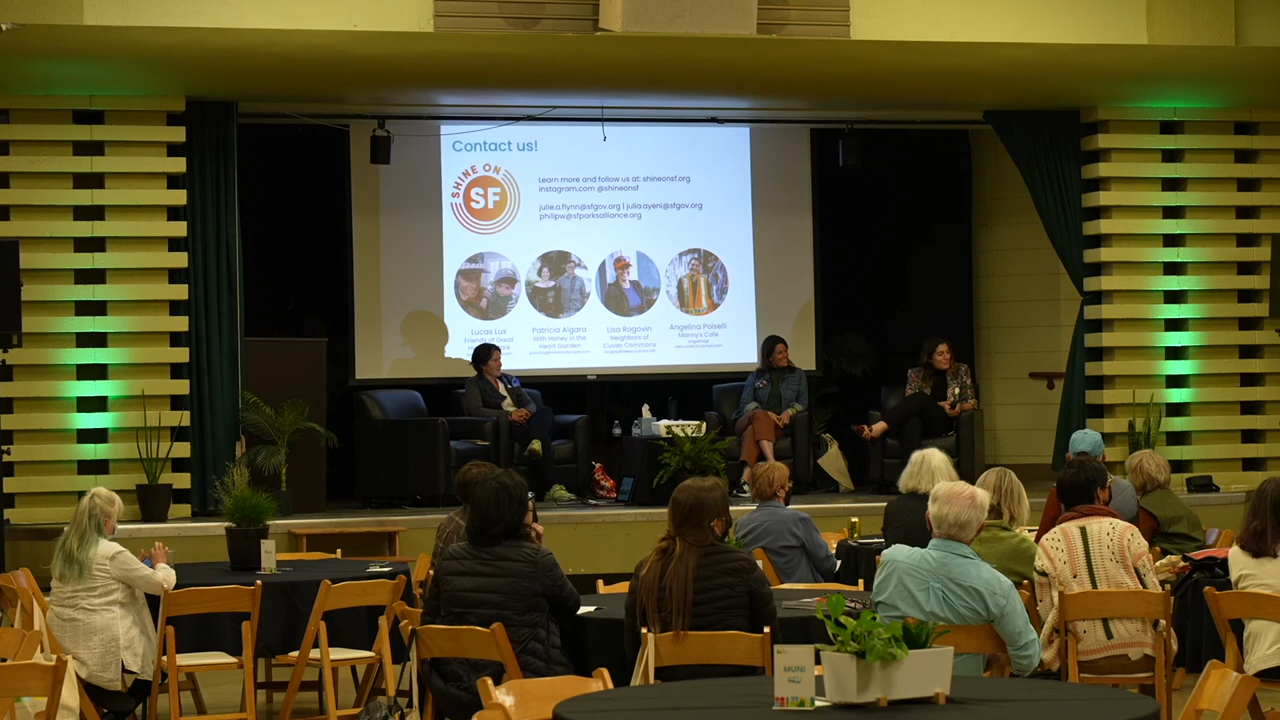 Contact us!
SHINE ON
SF
Learn more and follow us at: shineonsf.org
instagram.com @shineonsf
julie.a.flynn@sfgov.org | julia.ayeni@sfgov.org
philipw@sfparksalliance.org
Lucas Lux
Friends of Great
Patricia Algara
With Honey in the
Heart Garden
Lisa Rogovin
Neighbors of
Cuvier Commons
Angelina Polselli
Manny's Cafe
MUNI